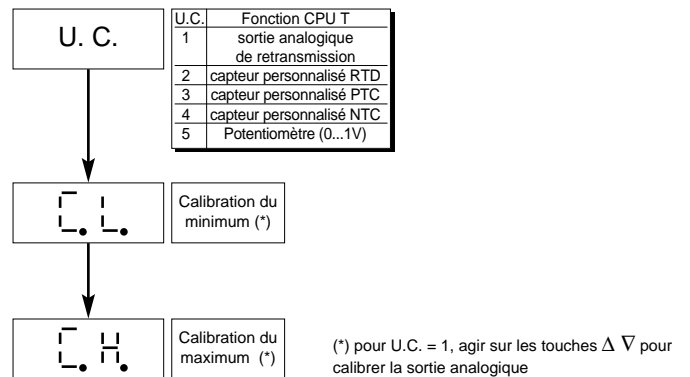 U. C.
U.C. Fonction CPU T
1 sortie analogique
de retransmission
2 capteur personnalisé RTD
3 capteur personnalisé PTC
4 capteur personnalisé NTC
5 Potentiomètre (0...1V)
C. L.
Calibration du
minimum (*)
C. H.
Calibration du
maximum (*)
(*) pour U.C. = 1, agir sur les touches Δ ∇ pour
calibrer la sortie analogique